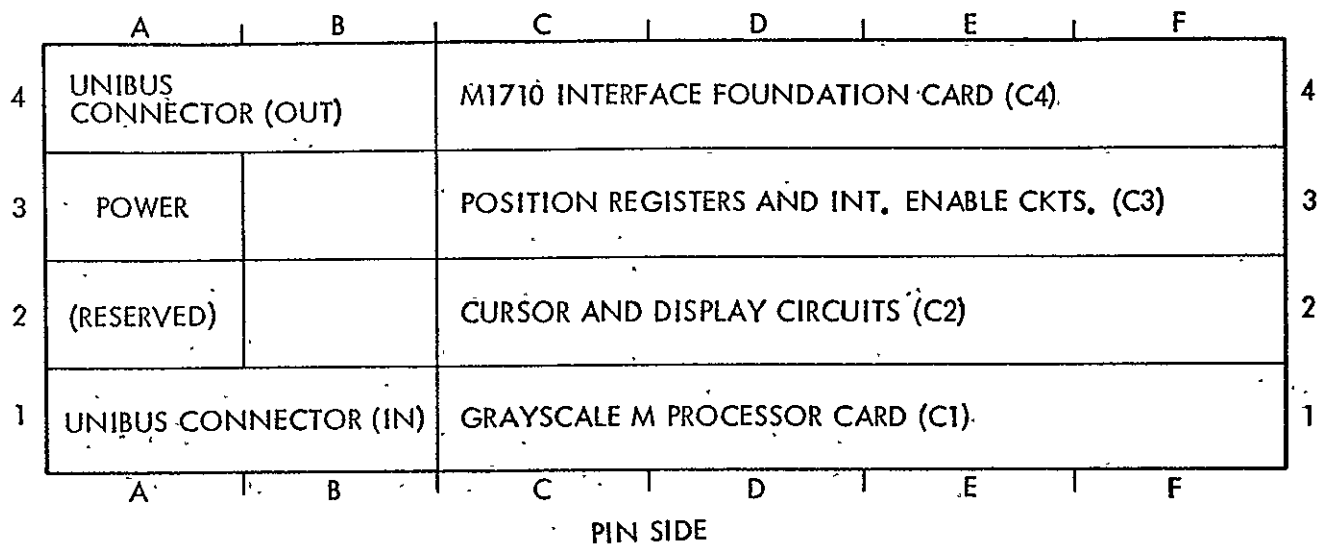 A B C D E F
4 UNIBUS CONNECTOR (OUT) M1710 INTERFACE FOUNDATION CARD (C4) 4
3 POWER POSITION REGISTERS AND INT. ENABLE CKTS. (C3) 3
2 (RESERVED) CURSOR AND DISPLAY CIRCUITS (C2) 2
1 UNIBUS CONNECTOR (IN) GRAYSCALE M PROCESSOR CARD (C1) 1
A B C D E F
PIN SIDE